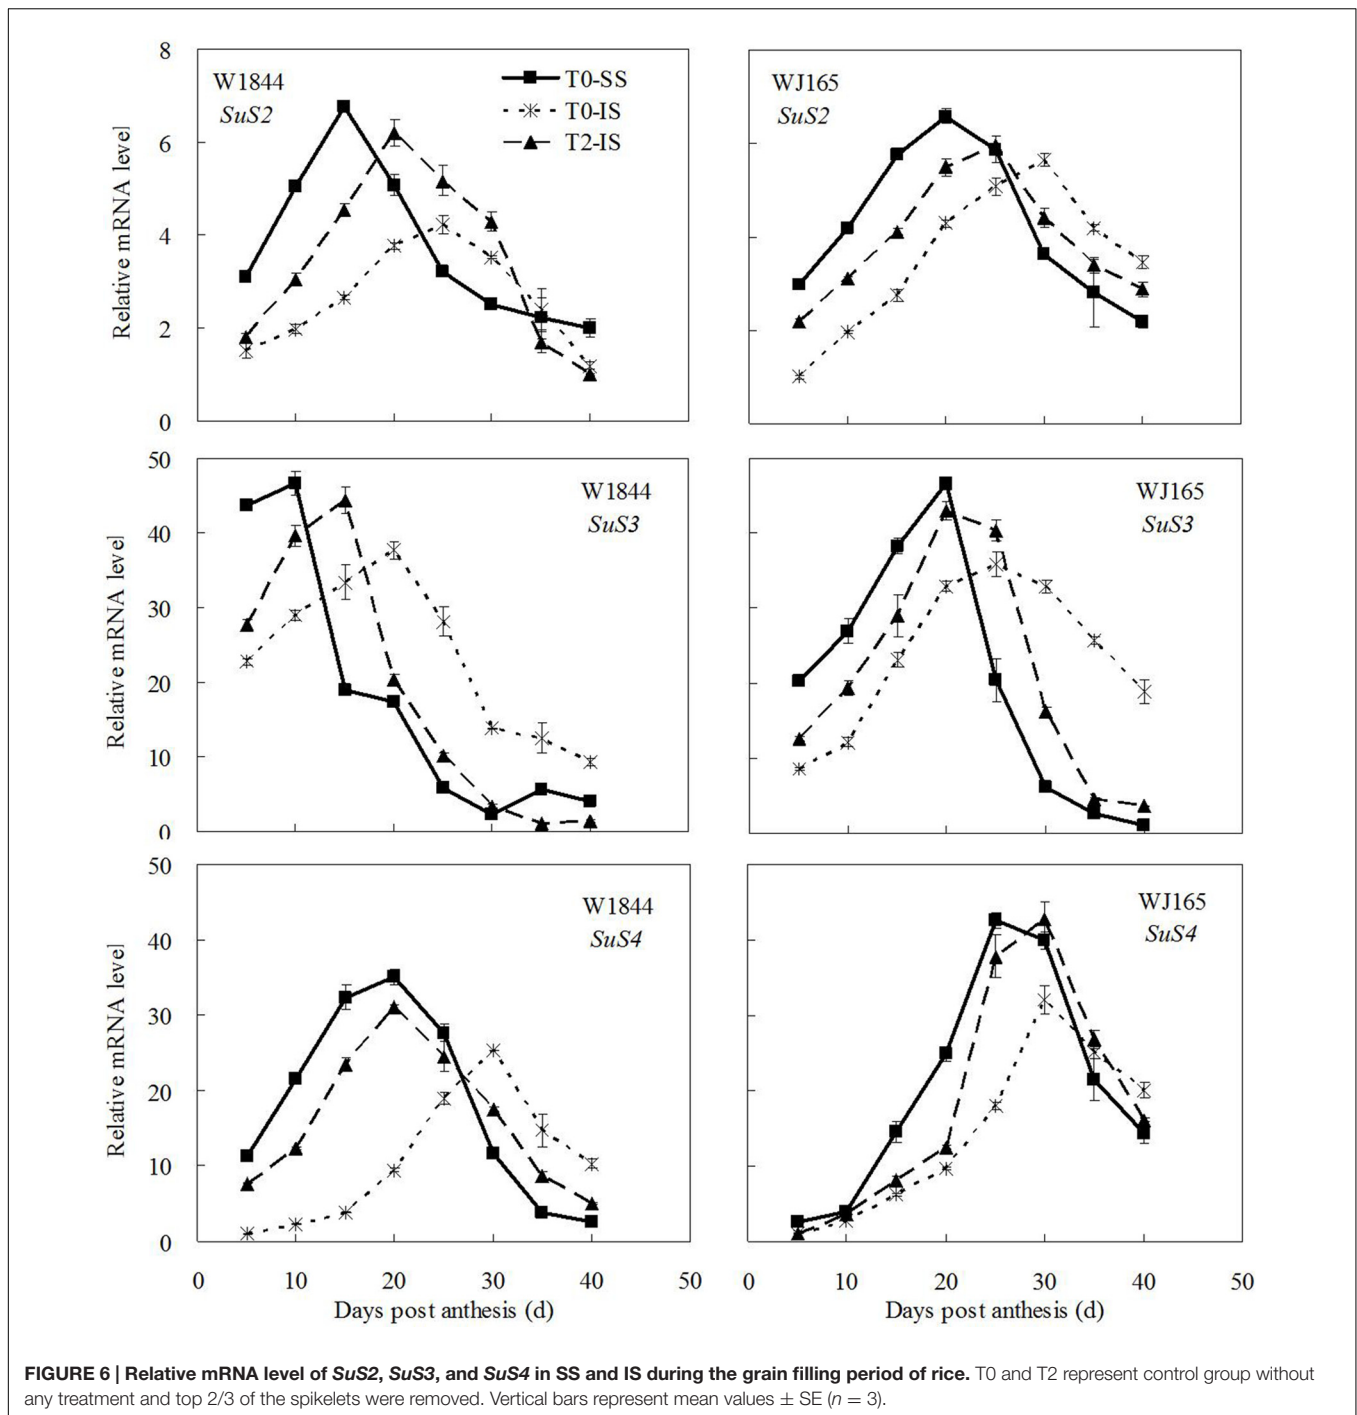 8
6
4
2
0
Relative mRNA level
W1844
SuS2
T0-SS
T0-IS
T2-IS
WJ165
SuS2
50
40
30
20
10
0
Relative mRNA level
W1844
SuS3
WJ165
SuS3
50
40
30
20
10
0
Relative mRNA level
W1844
SuS4
WJ165
SuS4
0 10 20 30 40 50
Days post anthesis (d)
0 10 20 30 40 50
Days post anthesis (d)
FIGURE 6 | Relative mRNA level of SuS2, SuS3, and SuS4 in SS and IS during the grain filling period of rice. T0 and T2 represent control group without
any treatment and top 2/3 of the spikelets were removed. Vertical bars represent mean values ± SE (n = 3).